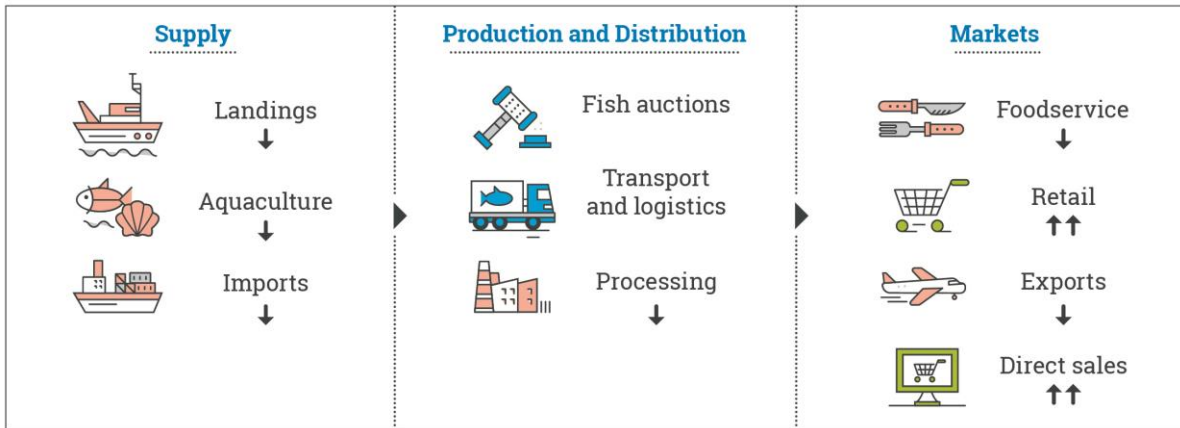 Supply
Landings
Aquaculture
Imports
Production and Distribution
Fish auctions
Transport
and logistics
Processing
Markets
Foodservice
Retail
Exports
Direct sales